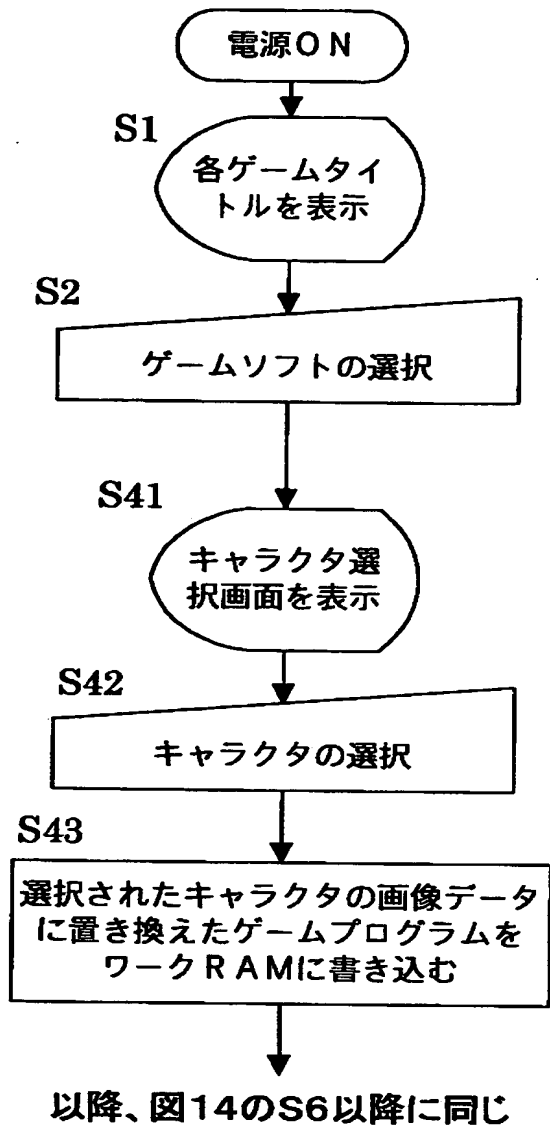 電源ON
S1
各ゲームタイ
トルを表示
S2
ゲームソフトの選択
S41
キャラクタ選
択画面を表示
S42
キャラクタの選択
S43
選択されたキャラクタの画像データ
に置き換えたゲームプログラムを
ワークRAMに書き込む
以降、図14のS6以降に同じ